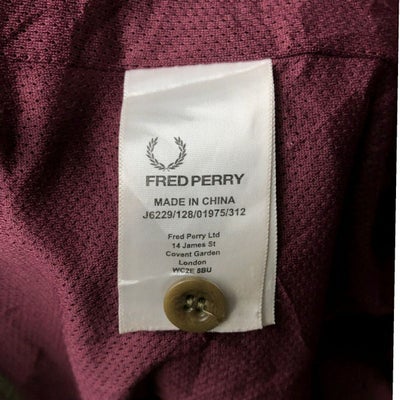 FRED PERRY
MADE IN CHINA
J6229/128/01975/312
Fred Perry Ltd
14 James St
Covent Garden
London
WC2E 8BU